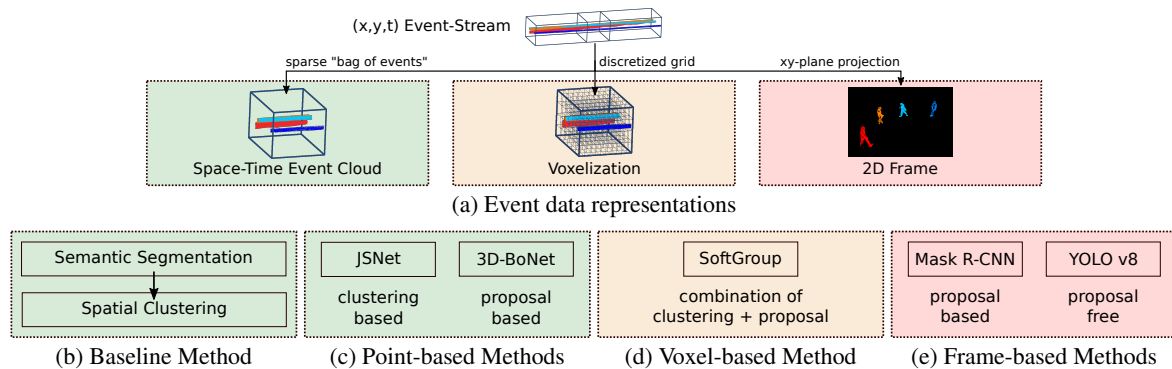 (x,y,t) Event-Stream
sparse "bag of events"
discretized grid
xy-plane projection
Space-Time Event Cloud
Voxelization
2D Frame
(a) Event data representations
Semantic Segmentation
Spatial Clustering
JSNet
3D-BoNet
clustering
based
proposal
based
SoftGroup
combination of
clustering + proposal
Mask R-CNN
YOLO v8
proposal
based
proposal
free
(b) Baseline Method
(c) Point-based Methods
(d) Voxel-based Method
(e) Frame-based Methods